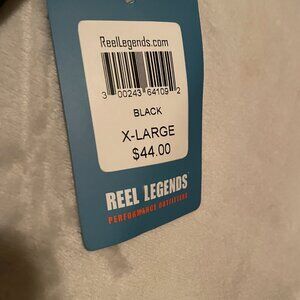 ReelLegends.com
3 00243 64109 2
BLACK
X-LARGE
$44.00
REEL LEGENDS
PERFORMANCE OUTFITTERS